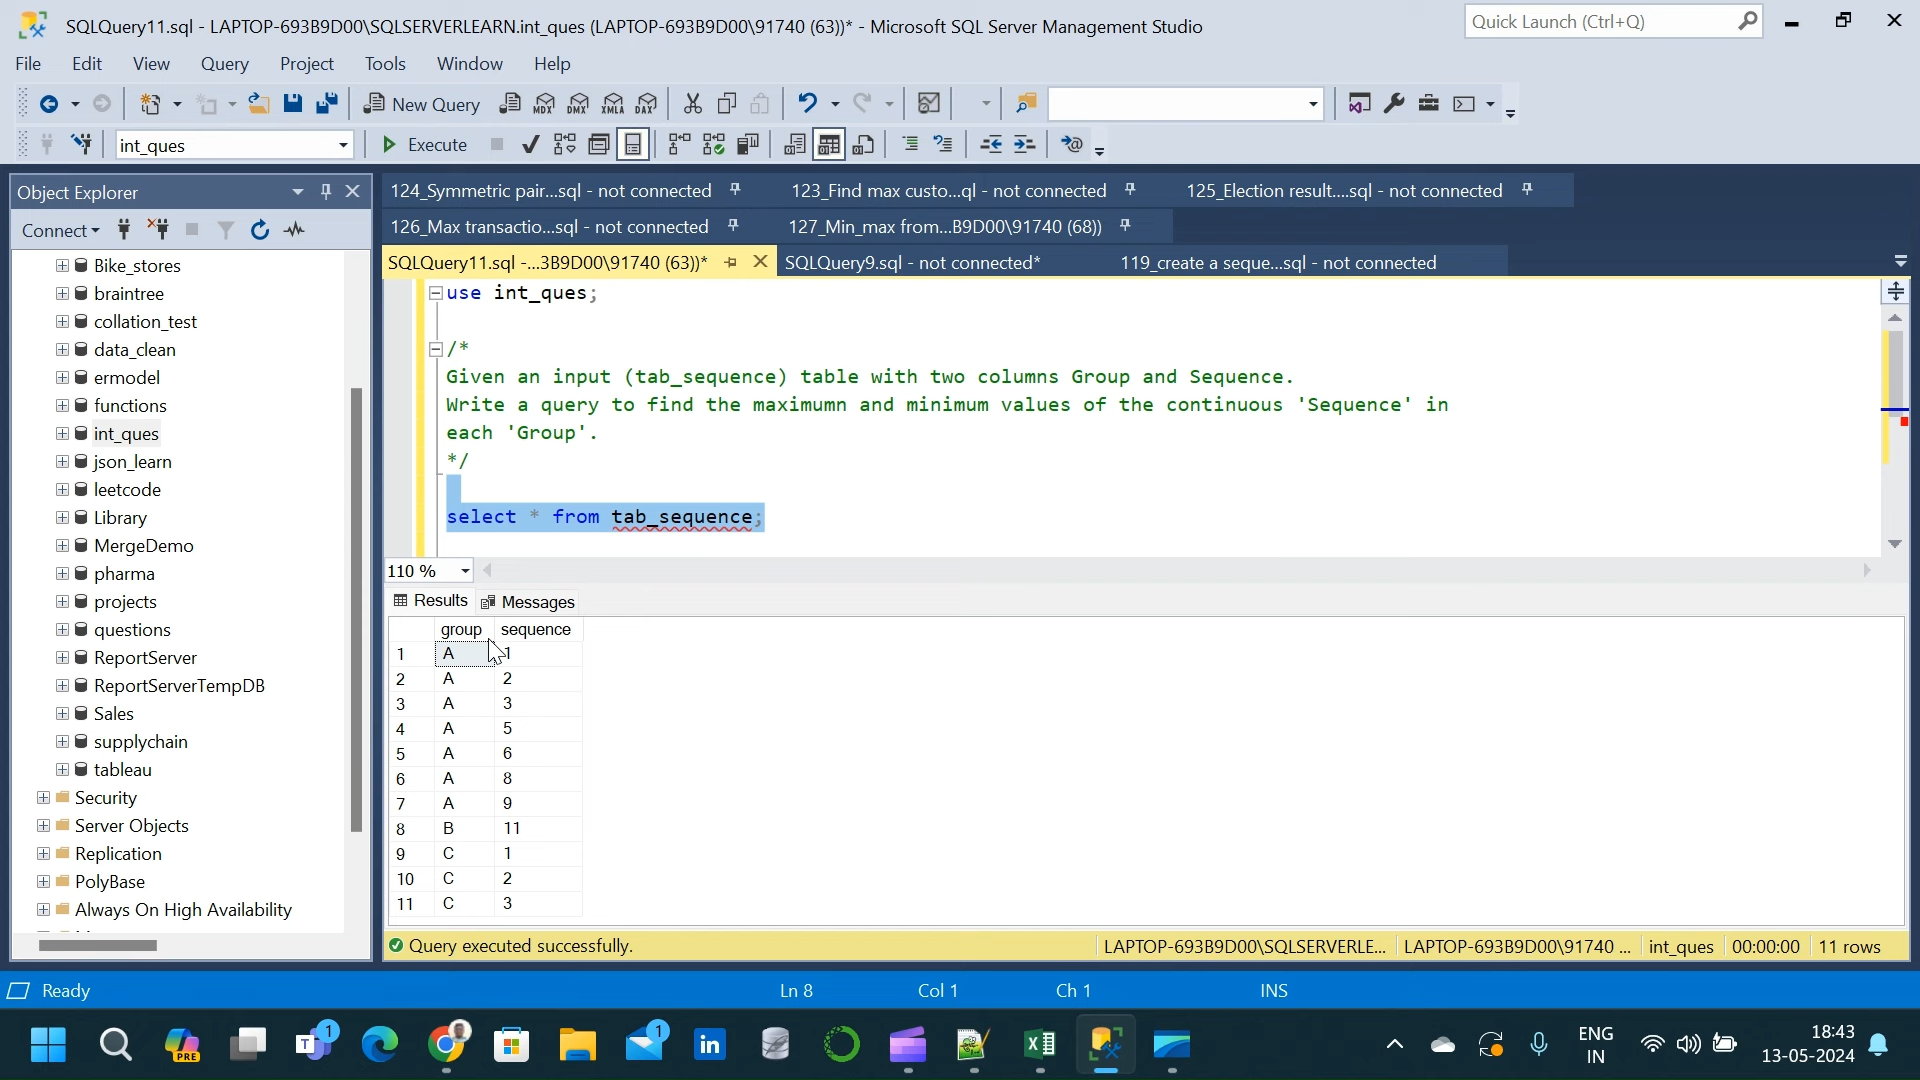 SQLQuery11.sql - LAPTOP-693B9D00\SQLSERVERLEARN.int_ques (LAPTOP-693B9D00\91740 (63))* - Microsoft SQL Server Management Studio
Quick Launch (Ctrl+Q)
File Edit View Query Project Tools Window Help
New Query MDX DMX XMLA DAX
int_ques Execute
Object Explorer
Connect
Bike_stores
braintree
collation_test
data_clean
ermodel
functions
int_ques
json_learn
leetcode
Library
MergeDemo
pharma
projects
questions
ReportServer
ReportServerTempDB
Sales
supplychain
tableau
Security
Server Objects
Replication
PolyBase
Always On High Availability
124_Symmetric pair...sql - not connected 123_Find max custo...ql - not connected 125_Election result....sql - not connected
126_Max transactio...sql - not connected 127_Min_max from...B9D00\91740 (68))
SQLQuery11.sql -...3B9D00\91740 (63))* SQLQuery9.sql - not connected* 119_create a seque...sql - not connected
use int_ques;
/*
Given an input (tab_sequence) table with two columns Group and Sequence.
Write a query to find the maximumn and minimum values of the continuous 'Sequence' in
each 'Group'.
*/
select * from tab_sequence;
110 %
Results Messages
group sequence
1 A 1
2 A 2
3 A 3
4 A 5
5 A 6
6 A 8
7 A 9
8 B 11
9 C 1
10 C 2
11 C 3
Query executed successfully. LAPTOP-693B9D00\SQLSERVERLE... LAPTOP-693B9D00\91740 ... int_ques 00:00:00 11 rows
Ready Ln 8 Col 1 Ch 1 INS
PRE 1 1 in ENG 18:43
IN 13-05-2024